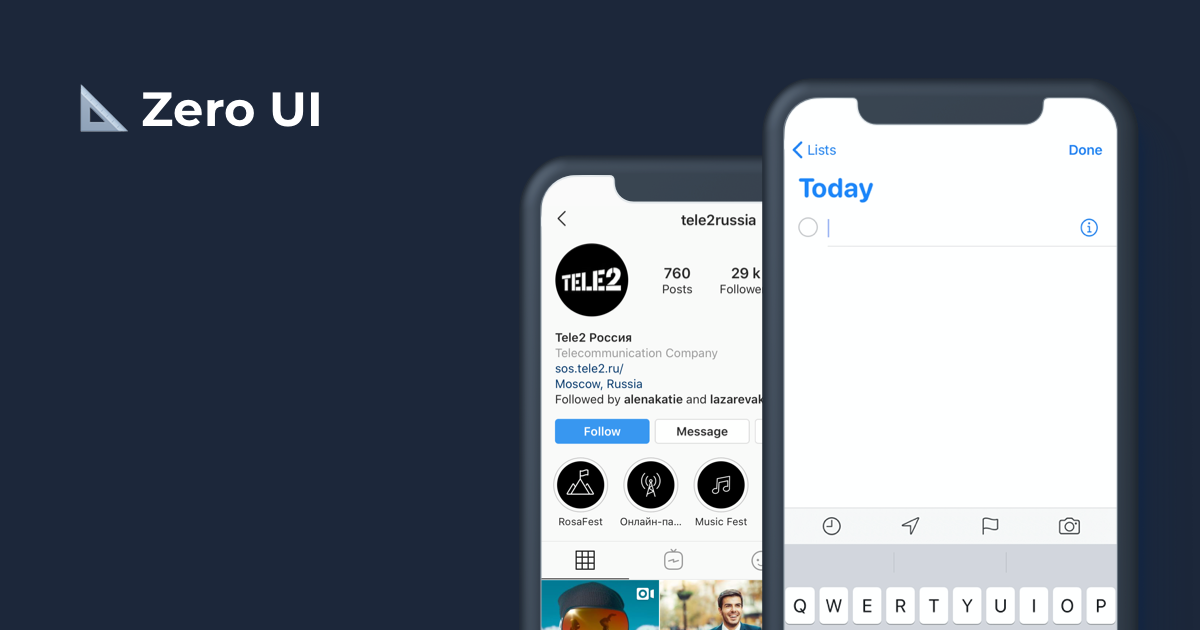 Zero UI
tele2russia
TELE2
760
Posts
29 k
Followe
Tele2 Россия
Telecommunication Company
sos.tele2.ru/
Moscow, Russia
Followed by alenakatie and lazarevak
Follow
Message
RosaFest
Онлайн-па...
Music Fest
Lists
Done
Today
Q W E R T Y U I O P